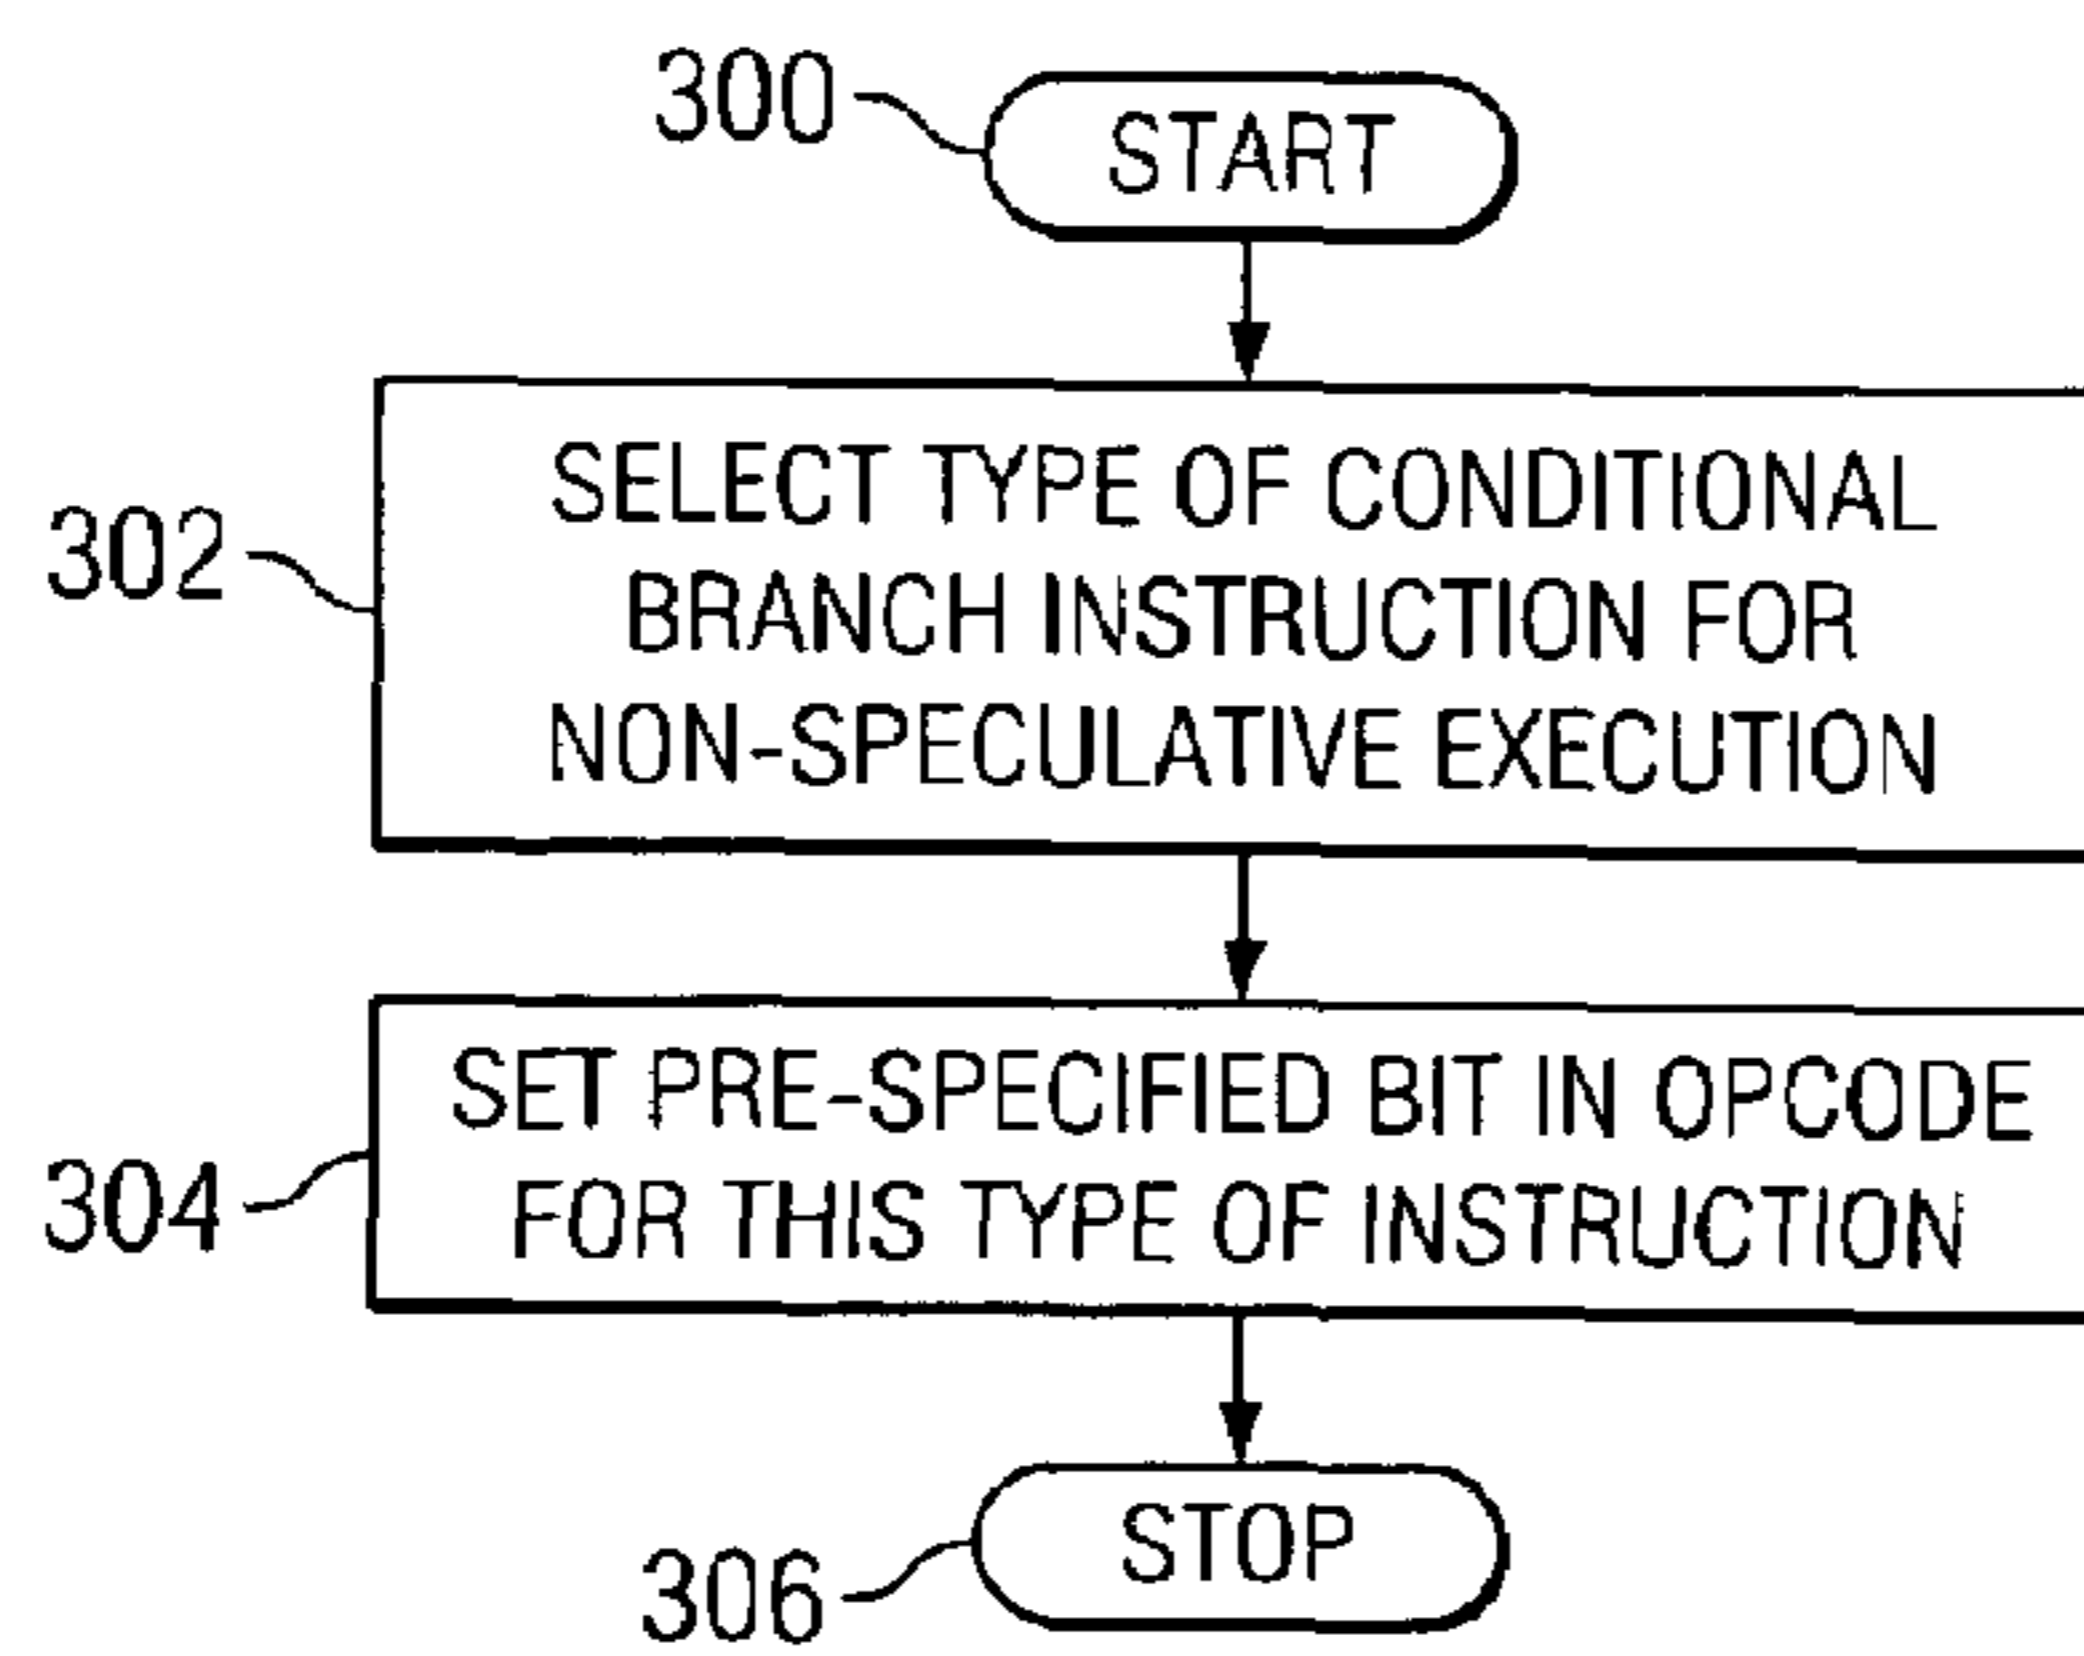 300
START
302
SELECT TYPE OF CONDITIONAL
BRANCH INSTRUCTION FOR
NON-SPECULATIVE EXECUTION
304
SET PRE-SPECIFIED BIT IN OPCODE
FOR THIS TYPE OF INSTRUCTION
306
STOP